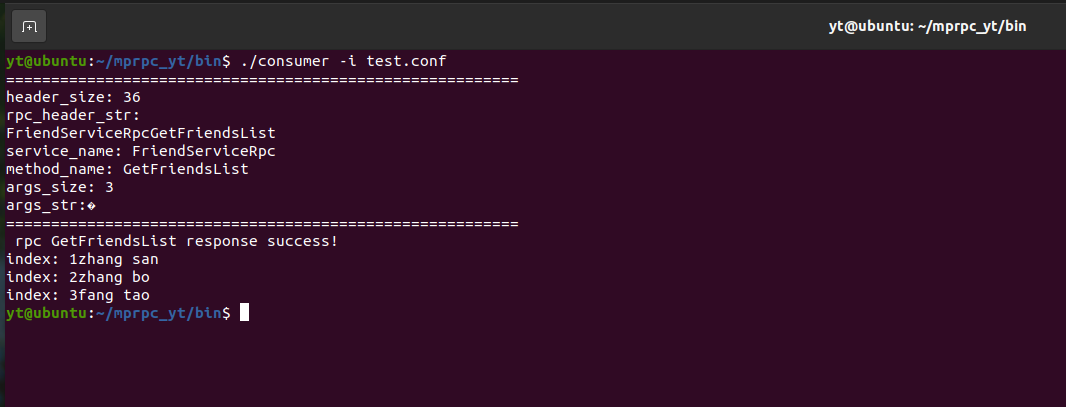 yt@ubuntu: ~/mprpc_yt/bin
yt@ubuntu:~/mprpc_yt/bin$ ./consumer -i test.conf
=========================================================
header_size: 36
rpc_header_str:
FriendServiceRpcGetFriendsList
service_name: FriendServiceRpc
method_name: GetFriendsList
args_size: 3
args_str:�
=========================================================
 rpc GetFriendsList response success!
index: 1zhang san
index: 2zhang bo
index: 3fang tao
yt@ubuntu:~/mprpc_yt/bin$